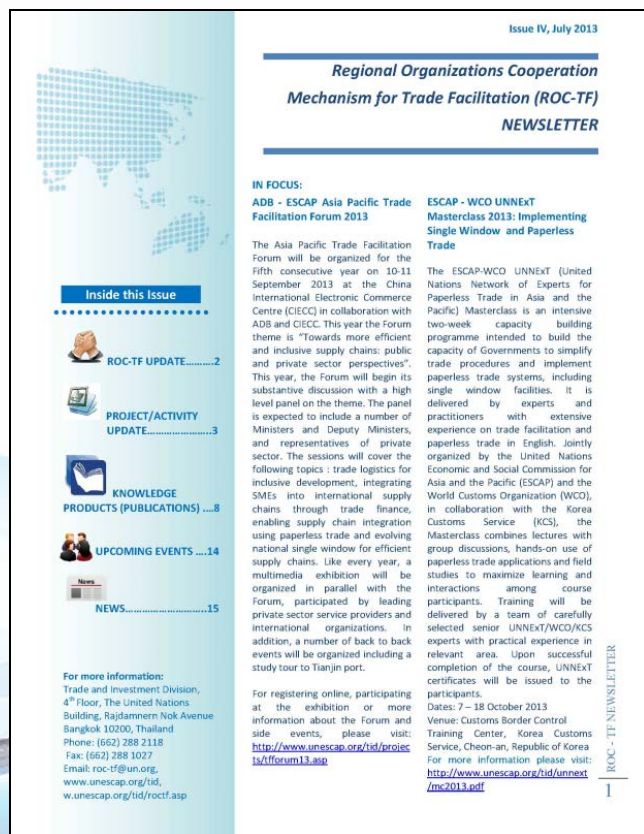 Issue IV, July 2013
Regional Organizations Cooperation
Mechanism for Trade Facilitation (ROC-TF)
NEWSLETTER
Inside this Issue
ROC-TF UPDATE.........2
PROJECT/ACTIVITY
UPDATE.....................3
KNOWLEDGE
PRODUCTS (PUBLICATIONS) ....8
UPCOMING EVENTS ....14
News
NEWS...........................15
For more information:
Trade and Investment Division,
4th Floor, The United Nations
Building, Rajdamnern Nok Avenue
Bangkok 10200, Thailand
Phone: (662) 288 2118
Fax: (662) 288 1027
Email: roc-tf@un.org,
www.unescap.org/tid,
w.unescap.org/tid/roctf.asp
IN FOCUS:
ADB - ESCAP Asia Pacific Trade
Facilitation Forum 2013
The Asia Pacific Trade Facilitation
Forum will be organized for the
Fifth consecutive year on 10-11
September 2013 at the China
International Electronic Commerce
Centre (CIECC) in collaboration with
ADB and CIECC. This year the Forum
theme is "Towards more efficient
and inclusive supply chains: public
and private sector perspectives".
This year, the Forum will begin its
substantive discussion with a high
level panel on the theme. The panel
is expected to include a number of
Ministers and Deputy Ministers,
and representatives of private
sector. The sessions will cover the
following topics : trade logistics for
inclusive development, integrating
SMEs into international supply
chains through trade finance,
enabling supply chain integration
using paperless trade and evolving
national single window for efficient
supply chains. Like every year, a
multimedia exhibition will be
organized in parallel with the
Forum, participated by leading
private sector service providers and
international organizations. In
addition, a number of back to back
events will be organized including a
study tour to Tianjin port.
For registering online, participating
at the exhibition or more
information about the Forum and
side events, please visit:
http://www.unescap.org/tid/projec
ts/tfforum13.asp
ESCAP - WCO UNNExT
Masterclass 2013: Implementing
Single Window and Paperless
Trade
The ESCAP-WCO UNNExT (United
Nations Network of Experts for
Paperless Trade in Asia and the
Pacific) Masterclass is an intensive
two-week capacity building
programme intended to build the
capacity of Governments to simplify
trade procedures and implement
paperless trade systems, including
single window facilities. It is
delivered by experts and
practitioners with extensive
experience on trade facilitation and
paperless trade in English. Jointly
organized by the United Nations
Economic and Social Commission for
Asia and the Pacific (ESCAP) and the
World Customs Organization (WCO),
in collaboration with the Korea
Customs Service (KCS), the
Masterclass combines lectures with
group discussions, hands-on use of
paperless trade applications and field
studies to maximize learning and
interactions among course
participants. Training will be
delivered by a team of carefully
selected senior UNNExT/WCO/KCS
experts with practical experience in
relevant area. Upon successful
completion of the course, UNNExT
certificates will be issued to the
participants.
Dates: 7 – 18 October 2013
Venue: Customs Border Control
Training Center, Korea Customs
Service, Cheon-an, Republic of Korea
For more information please visit:
http://www.unescap.org/tid/unnext
/mc2013.pdf
ROC - TF NEWSLETTER
1